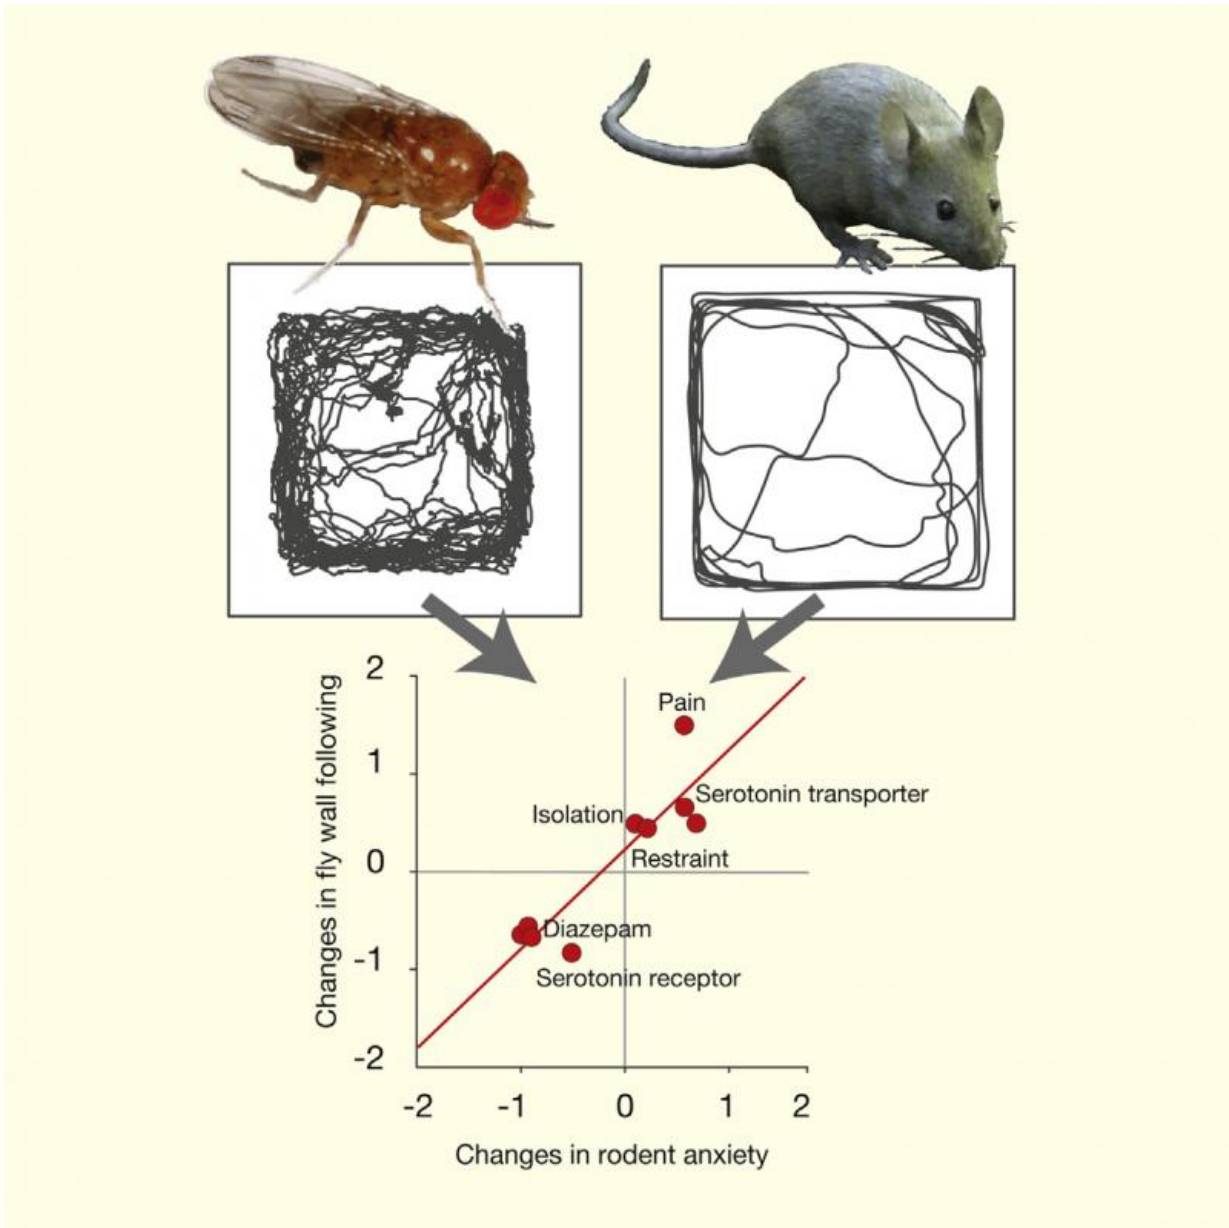 2
1
0
-1
-2
Changes in fly wall following
Pain
Serotonin transporter
Isolation
Restraint
Diazepam
Serotonin receptor
-2 -1 0 1 2
Changes in rodent anxiety